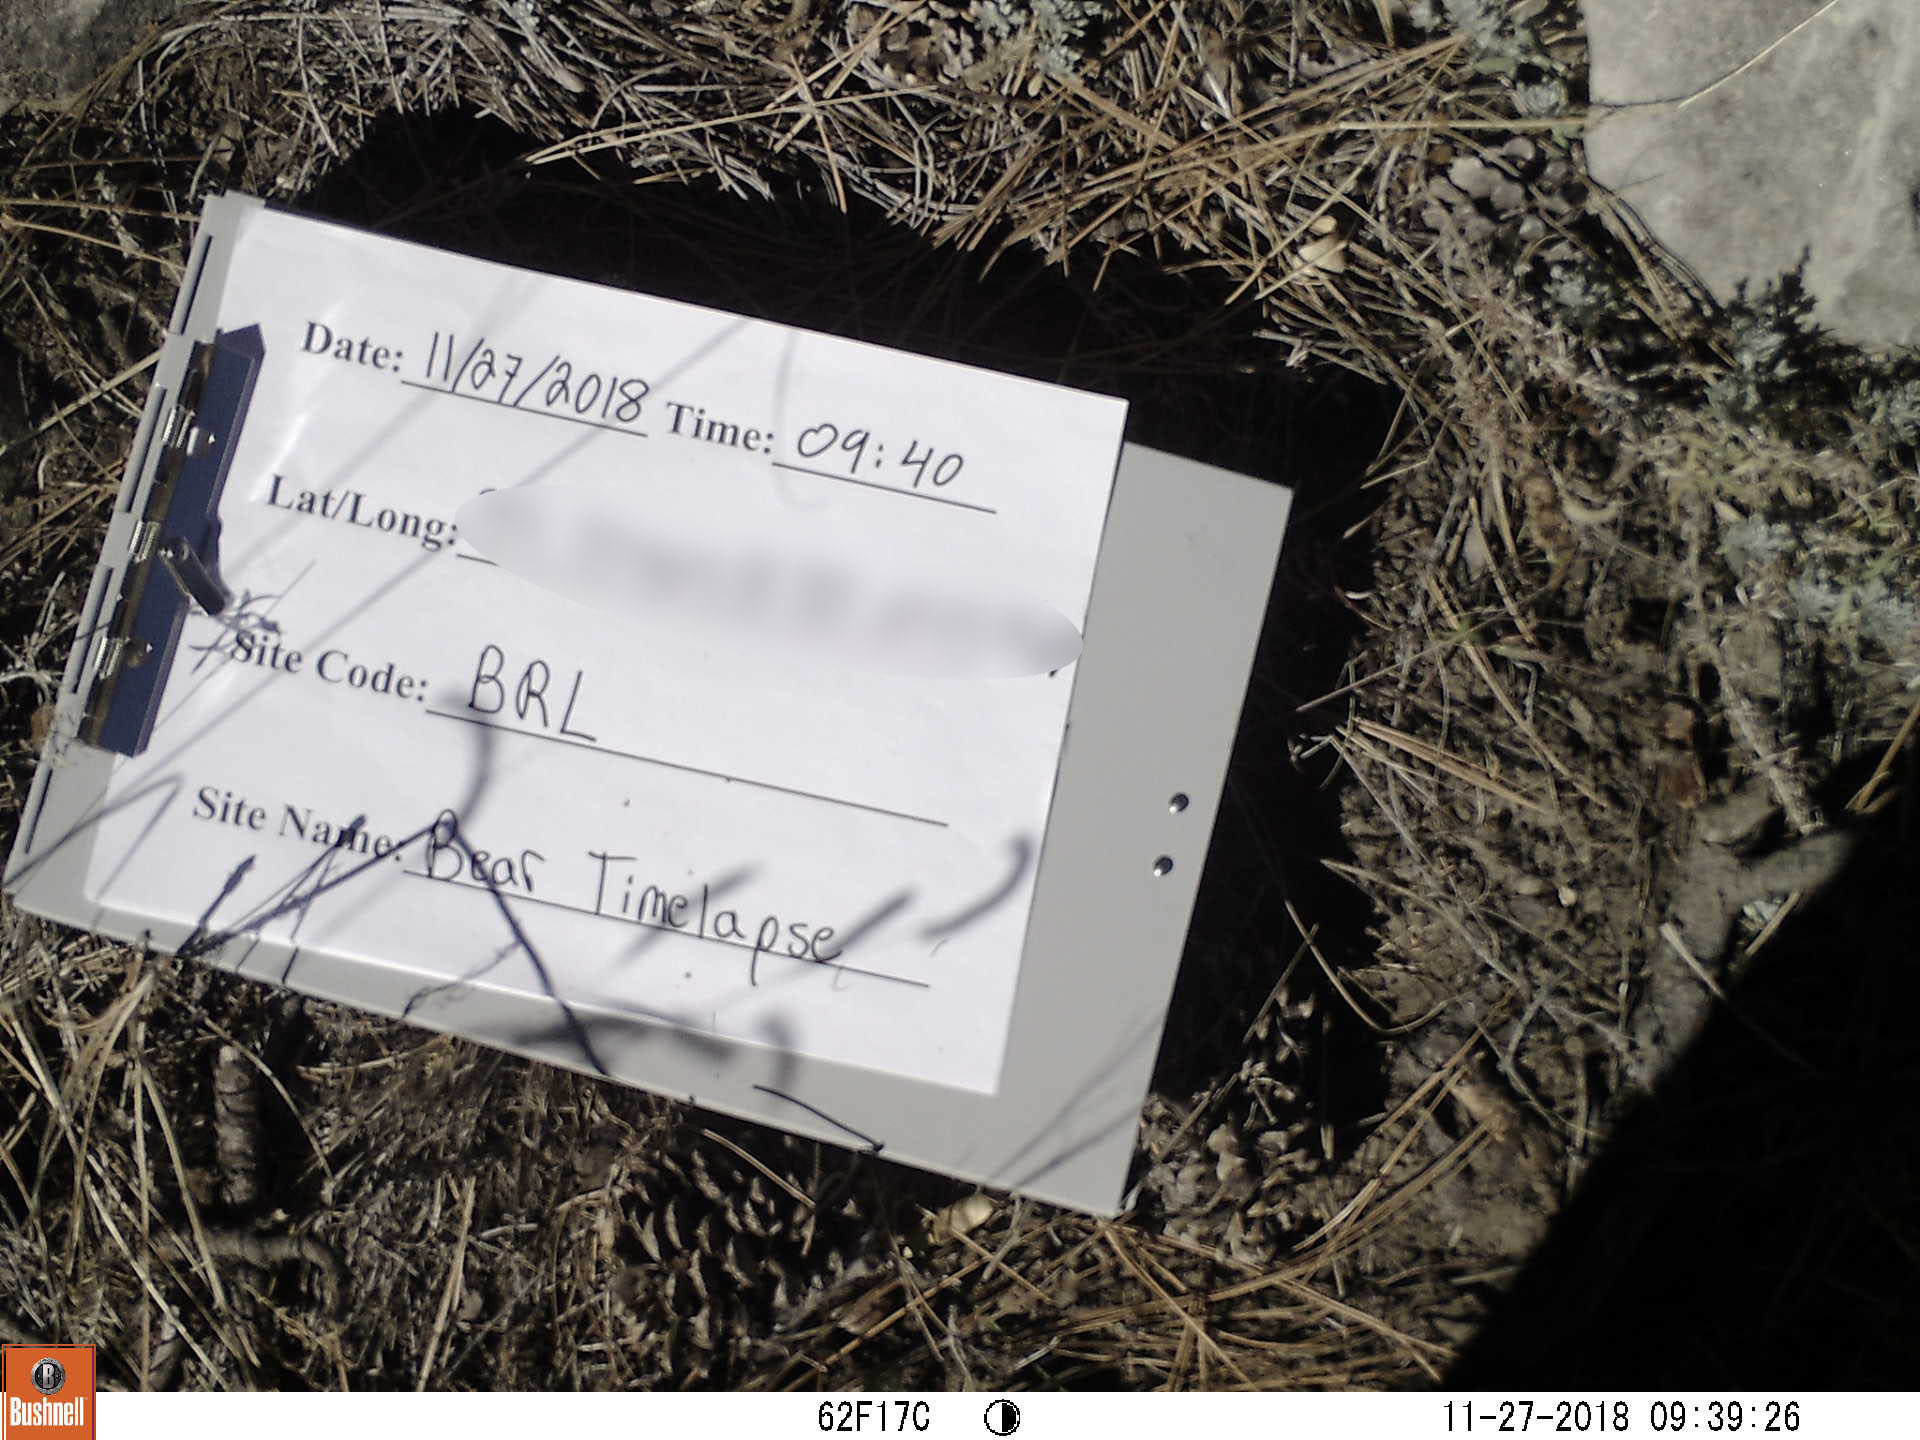 Date: 11/27/2018 Time: 09:40
Lat/Long:
Site Code: BRL
Site Name: Bear Timelapse
B
Bushnell
62F17C 11-27-2018 09:39:26